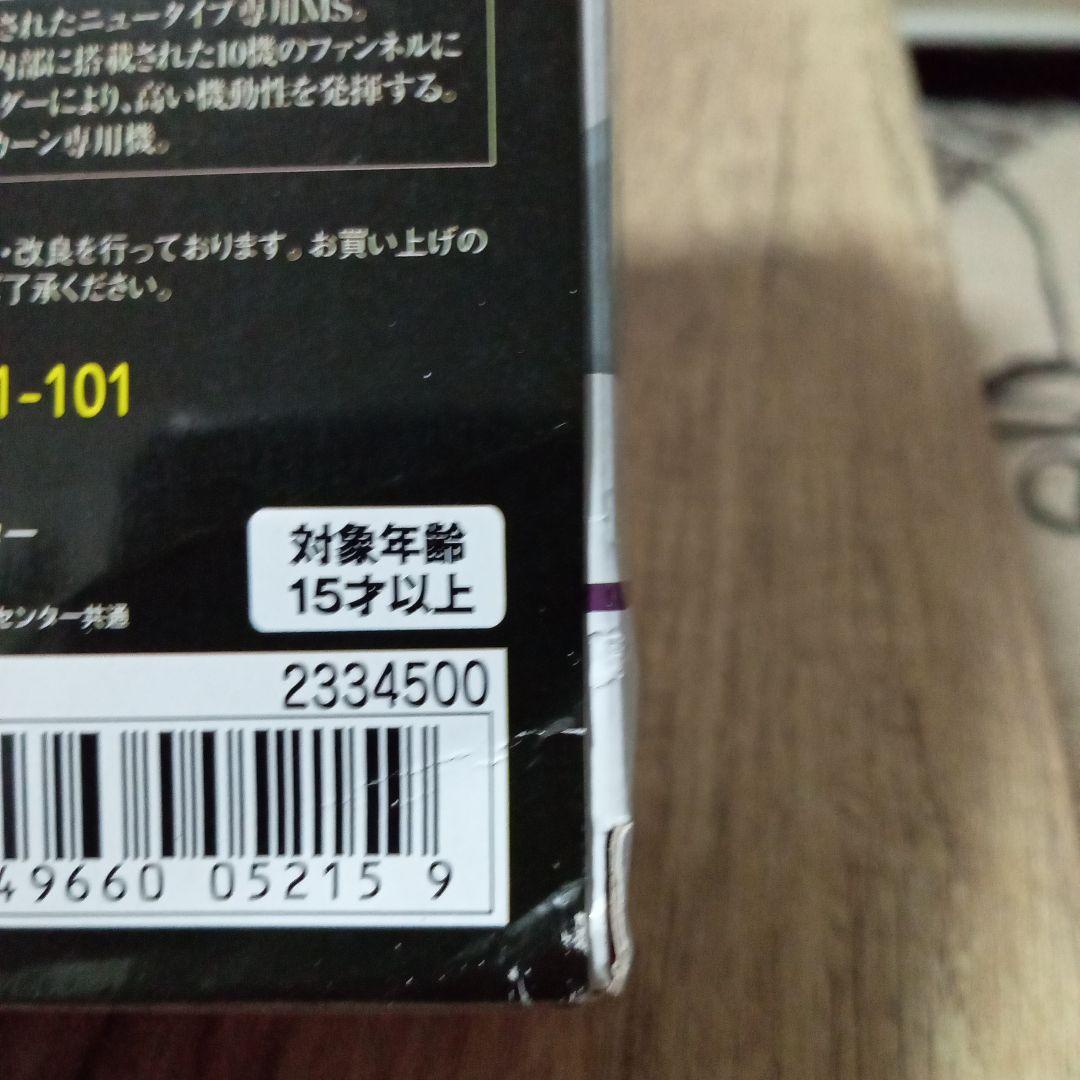 されたニュータイプ専用MS。
内部に搭載された10機のファンネルに
ダーにより、高い機動性を発揮する。
カーン専用機。
・改良を行っております。お買い上げの
了承ください。
1-101
対象年齢
15才以上
センター共通
2334500
49660 05215 9